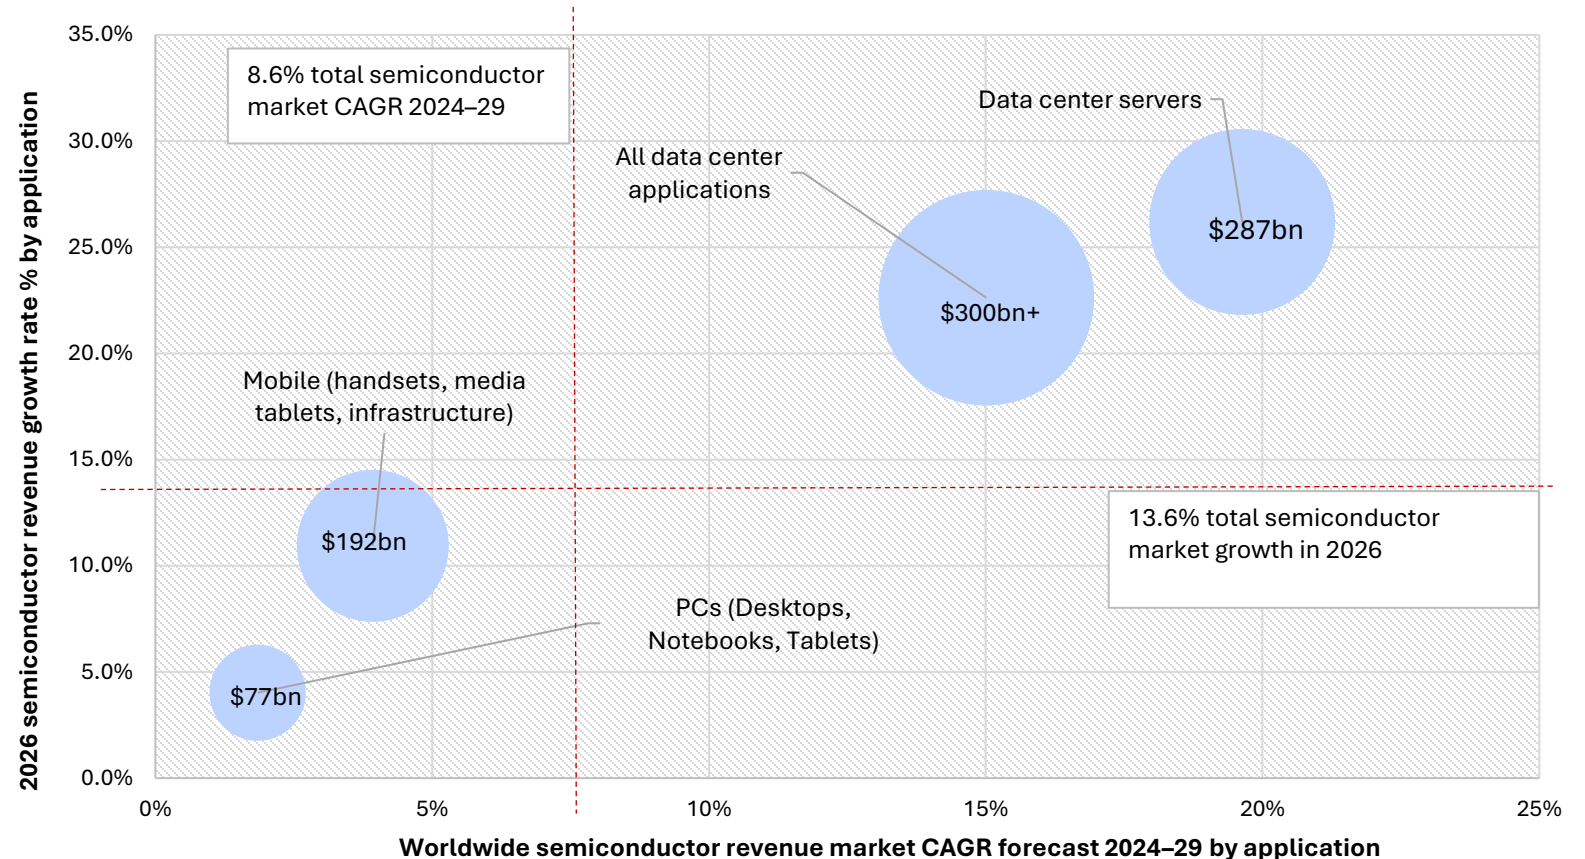 35.0%
8.6% total semiconductor
market CAGR 2024–29
Data center servers
30.0%
All data center
applications
25.0%
$287bn
$300bn+
20.0%
Mobile (handsets, media
tablets, infrastructure)
15.0%
13.6% total semiconductor
market growth in 2026
$192bn
10.0%
PCs (Desktops,
Notebooks, Tablets)
5.0%
$77bn
0.0%
0%
5%
10%
15%
20%
25%
2026 semiconductor revenue growth rate % by application
Worldwide semiconductor revenue market CAGR forecast 2024–29 by application